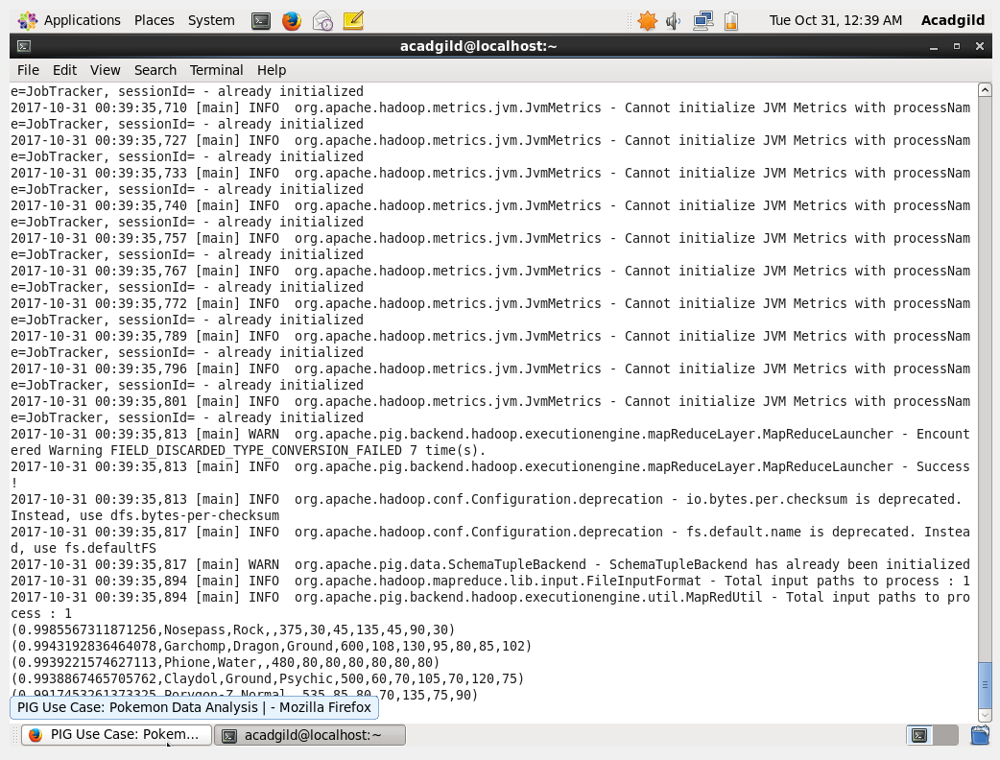 Applications Places System Tue Oct 31, 12:39 AM Acadgild
acadgild@localhost:~
File Edit View Search Terminal Help
e=JobTracker, sessionId= - already initialized
2017-10-31 00:39:35,710 [main] INFO  org.apache.hadoop.metrics.jvm.JvmMetrics - Cannot initialize JVM Metrics with processNam
e=JobTracker, sessionId= - already initialized
2017-10-31 00:39:35,727 [main] INFO  org.apache.hadoop.metrics.jvm.JvmMetrics - Cannot initialize JVM Metrics with processNam
e=JobTracker, sessionId= - already initialized
2017-10-31 00:39:35,733 [main] INFO  org.apache.hadoop.metrics.jvm.JvmMetrics - Cannot initialize JVM Metrics with processNam
e=JobTracker, sessionId= - already initialized
2017-10-31 00:39:35,740 [main] INFO  org.apache.hadoop.metrics.jvm.JvmMetrics - Cannot initialize JVM Metrics with processNam
e=JobTracker, sessionId= - already initialized
2017-10-31 00:39:35,757 [main] INFO  org.apache.hadoop.metrics.jvm.JvmMetrics - Cannot initialize JVM Metrics with processNam
e=JobTracker, sessionId= - already initialized
2017-10-31 00:39:35,767 [main] INFO  org.apache.hadoop.metrics.jvm.JvmMetrics - Cannot initialize JVM Metrics with processNam
e=JobTracker, sessionId= - already initialized
2017-10-31 00:39:35,772 [main] INFO  org.apache.hadoop.metrics.jvm.JvmMetrics - Cannot initialize JVM Metrics with processNam
e=JobTracker, sessionId= - already initialized
2017-10-31 00:39:35,789 [main] INFO  org.apache.hadoop.metrics.jvm.JvmMetrics - Cannot initialize JVM Metrics with processNam
e=JobTracker, sessionId= - already initialized
2017-10-31 00:39:35,796 [main] INFO  org.apache.hadoop.metrics.jvm.JvmMetrics - Cannot initialize JVM Metrics with processNam
e=JobTracker, sessionId= - already initialized
2017-10-31 00:39:35,801 [main] INFO  org.apache.hadoop.metrics.jvm.JvmMetrics - Cannot initialize JVM Metrics with processNam
e=JobTracker, sessionId= - already initialized
2017-10-31 00:39:35,813 [main] WARN  org.apache.pig.backend.hadoop.executionengine.mapReduceLayer.MapReduceLauncher - Encount
ered Warning FIELD_DISCARDED_TYPE_CONVERSION_FAILED 7 time(s).
2017-10-31 00:39:35,813 [main] INFO  org.apache.pig.backend.hadoop.executionengine.mapReduceLayer.MapReduceLauncher - Success
!
2017-10-31 00:39:35,813 [main] INFO  org.apache.hadoop.conf.Configuration.deprecation - io.bytes.per.checksum is deprecated.
Instead, use dfs.bytes-per-checksum
2017-10-31 00:39:35,817 [main] INFO  org.apache.hadoop.conf.Configuration.deprecation - fs.default.name is deprecated. Instea
d, use fs.defaultFS
2017-10-31 00:39:35,817 [main] WARN  org.apache.pig.data.SchemaTupleBackend - SchemaTupleBackend has already been initialized
2017-10-31 00:39:35,894 [main] INFO  org.apache.hadoop.mapreduce.lib.input.FileInputFormat - Total input paths to process : 1
2017-10-31 00:39:35,894 [main] INFO  org.apache.pig.backend.hadoop.executionengine.util.MapRedUtil - Total input paths to pro
cess : 1
(0.9985567311871256,Nosepass,Rock,,375,30,45,135,45,90,30)
(0.9943192836464078,Garchomp,Dragon,Ground,600,108,130,95,80,85,102)
(0.9939221574627113,Phione,Water,,480,80,80,80,80,80,80)
(0.9938867465705762,Claydol,Ground,Psychic,500,60,70,105,70,120,75)
(0.9917453261373325,Porygon-Z,Normal,,535,85,80,70,135,75,90)
PIG Use Case: Pokemon Data Analysis | - Mozilla Firefox
PIG Use Case: Pokem... acadgild@localhost:~